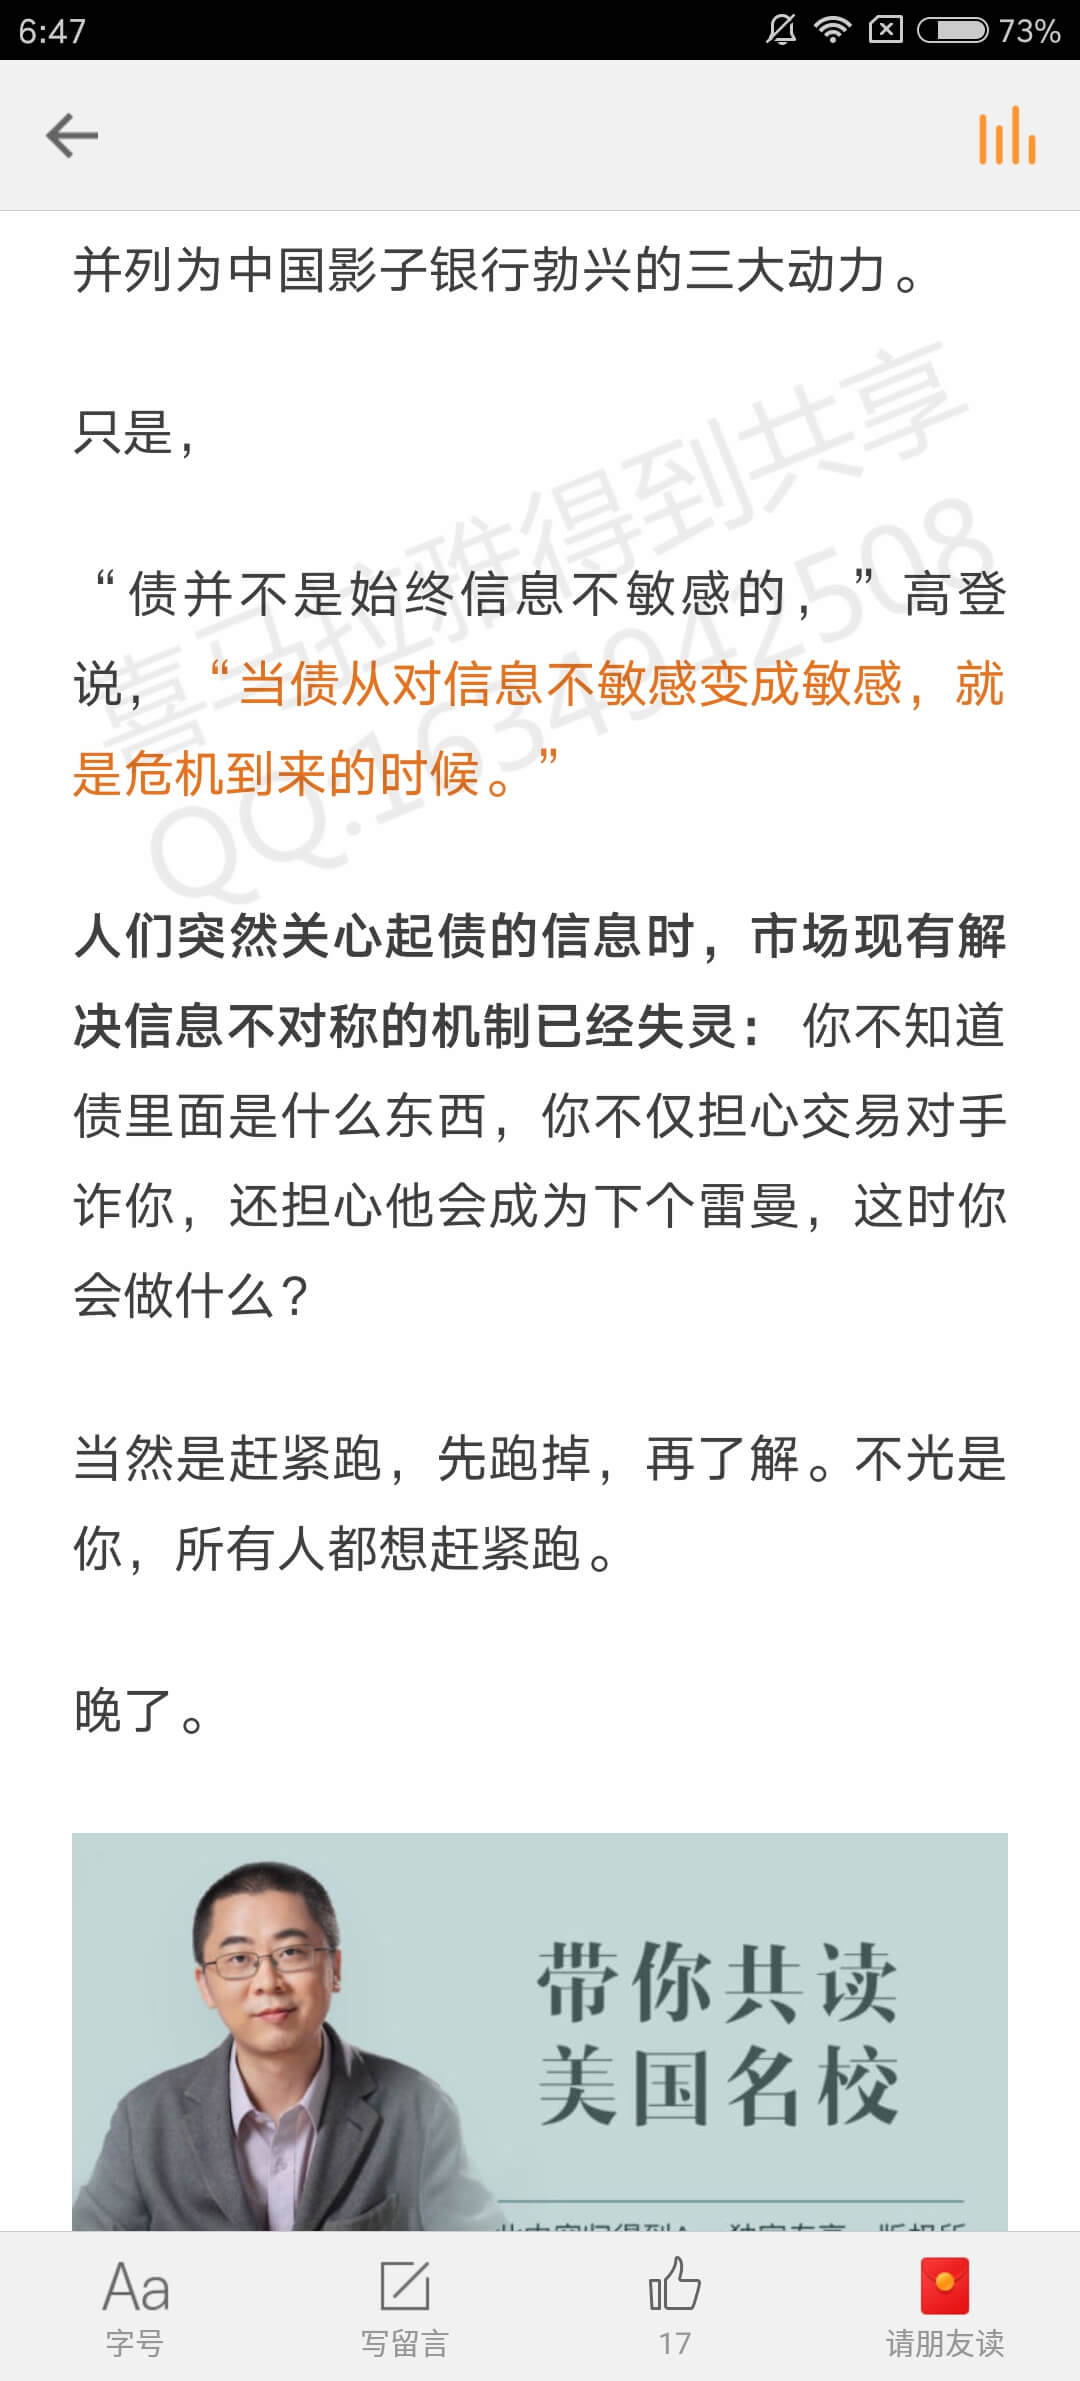 6:47
73%
并列为中国影子银行勃兴的三大动力。
只是，
“债并不是始终信息不敏感的，”高登
说，“当债从对信息不敏感变成敏感，就
是危机到来的时候。”
人们突然关心起债的信息时，市场现有解
决信息不对称的机制已经失灵：你不知道
债里面是什么东西，你不仅担心交易对手
诈你，还担心他会成为下个雷曼，这时你
会做什么？
当然是赶紧跑，先跑掉，再了解。不光是
你，所有人都想赶紧跑。
晚了。
喜马拉雅得到共享
QQ:1634942508
带你共读
美国名校
Aa
字号
写留言
17
请朋友读